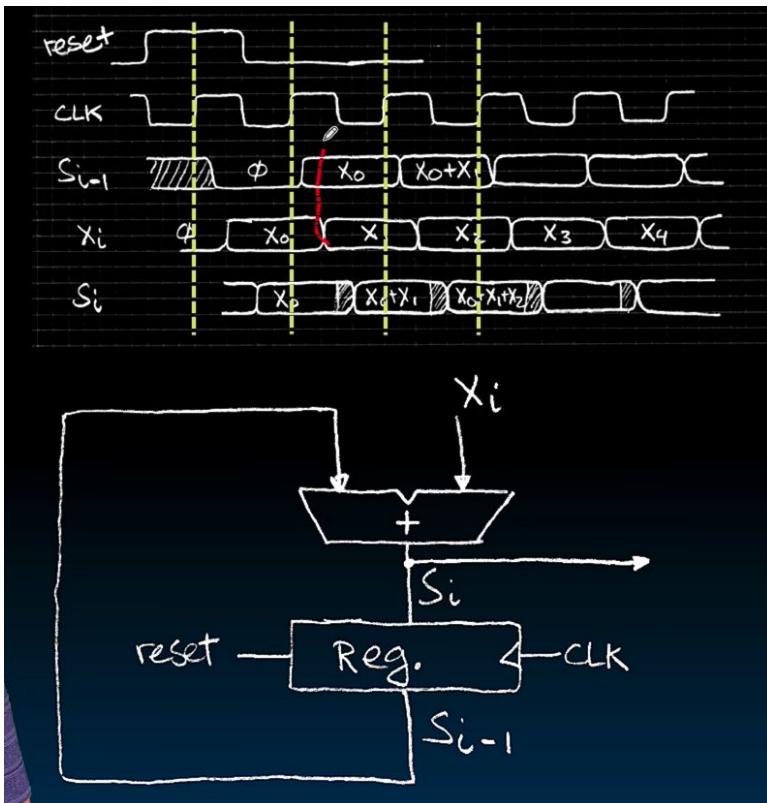 reset
CLK
Si-1 φ X0 X0+X1
Xi φ X0 X1 X2 X3 X4
Si X0 X0+X1 X0+X1+X2
Xi
+
Si
reset Reg. CLK
Si-1